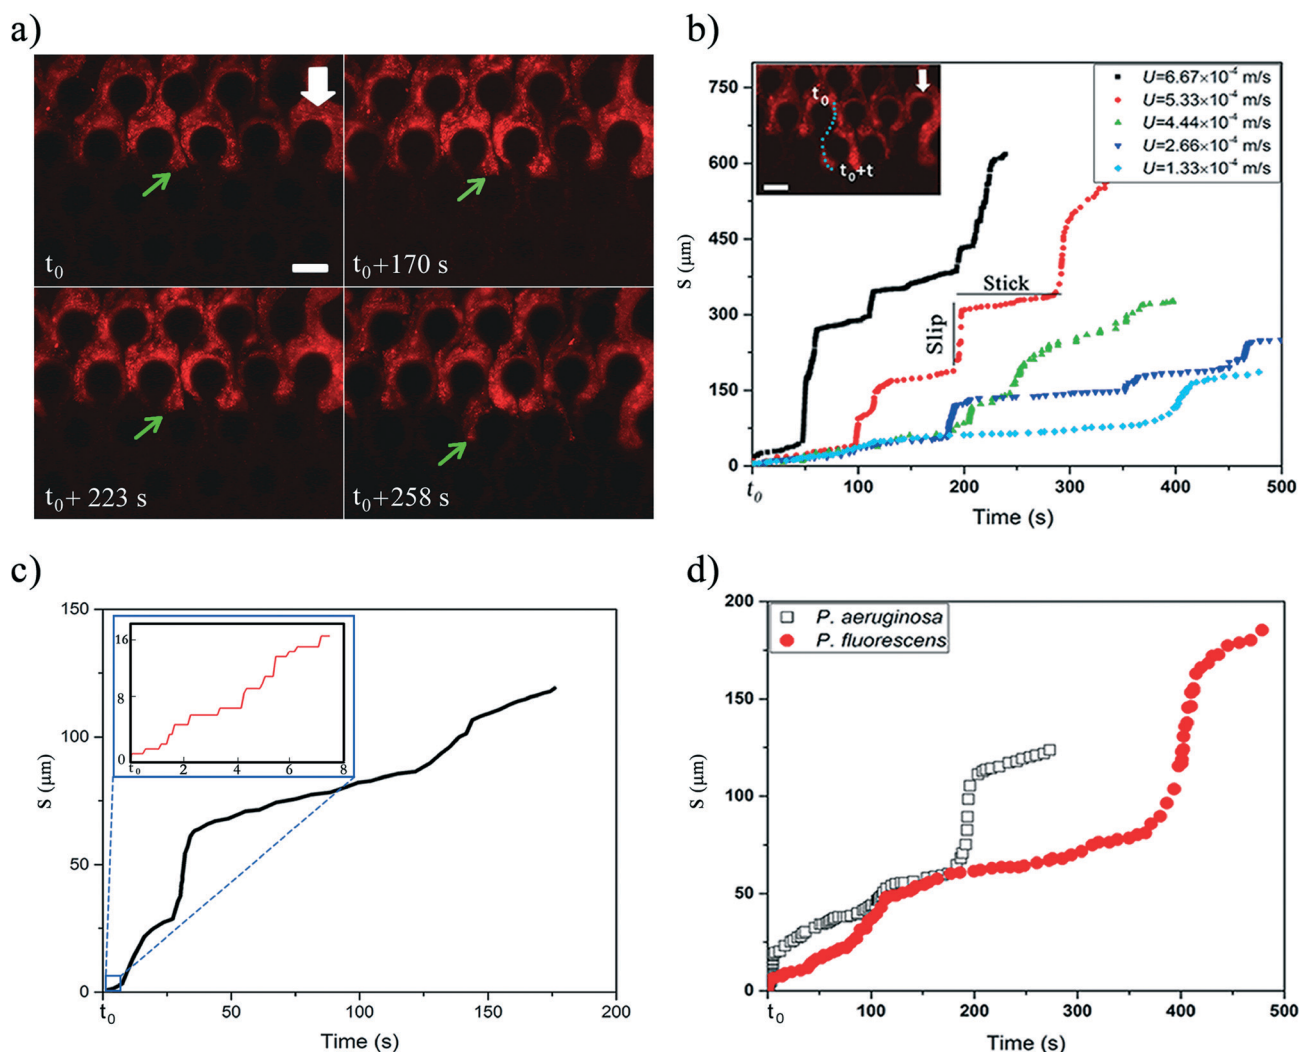 a)
t₀
t₀+170 s
t₀+ 223 s
t₀+258 s
b)
S (μm)
750
600
450
300
150
0
t₀
100
200
300
400
500
Time (s)
t₀
t₀+t
U=6.67×10⁻⁴ m/s
U=5.33×10⁻⁴ m/s
U=4.44×10⁻⁴ m/s
U=2.66×10⁻⁴ m/s
U=1.33×10⁻⁴ m/s
Stick
Slip
c)
S (μm)
150
100
50
0
t₀
50
100
150
200
Time (s)
16
8
0
t₀
2
4
6
8
d)
S (μm)
200
150
100
50
0
t₀
100
200
300
400
500
Time (s)
P. aeruginosa
P. fluorescens